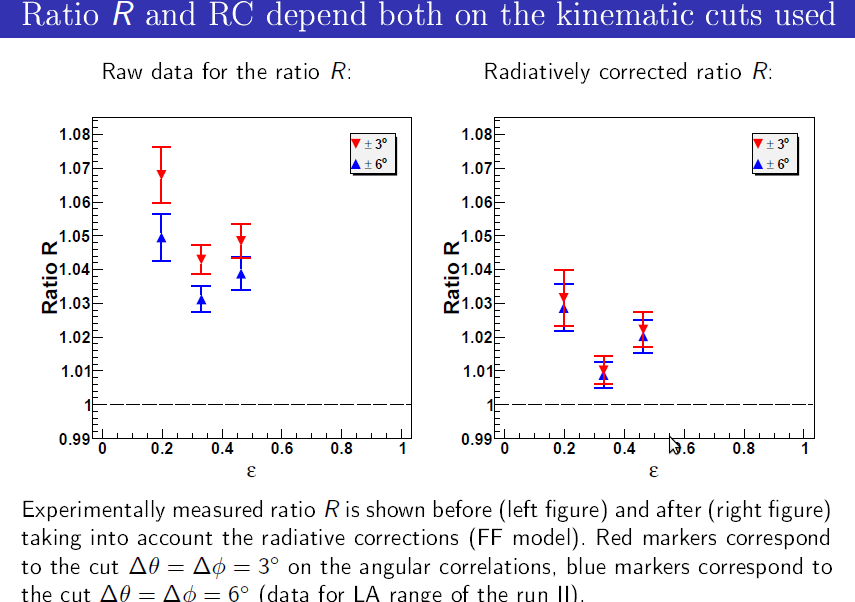 Ratio R and RC depend both on the kinematic cuts used
Raw data for the ratio R:
Radiatively corrected ratio R:
Ratio R
1.08
1.07
1.06
1.05
1.04
1.03
1.02
1.01
1
0.99
0 0.2 0.4 0.6 0.8 1
ε
± 3°
± 6°
Ratio R
1.08
1.07
1.06
1.05
1.04
1.03
1.02
1.01
1
0.99
0 0.2 0.4 0.6 0.8 1
ε
± 3°
± 6°
Experimentally measured ratio R is shown before (left figure) and after (right figure)
taking into account the radiative corrections (FF model). Red markers correspond
to the cut Δθ = Δϕ = 3° on the angular correlations, blue markers correspond to
the cut Δθ = Δϕ = 6° (data for LA range of the run II).